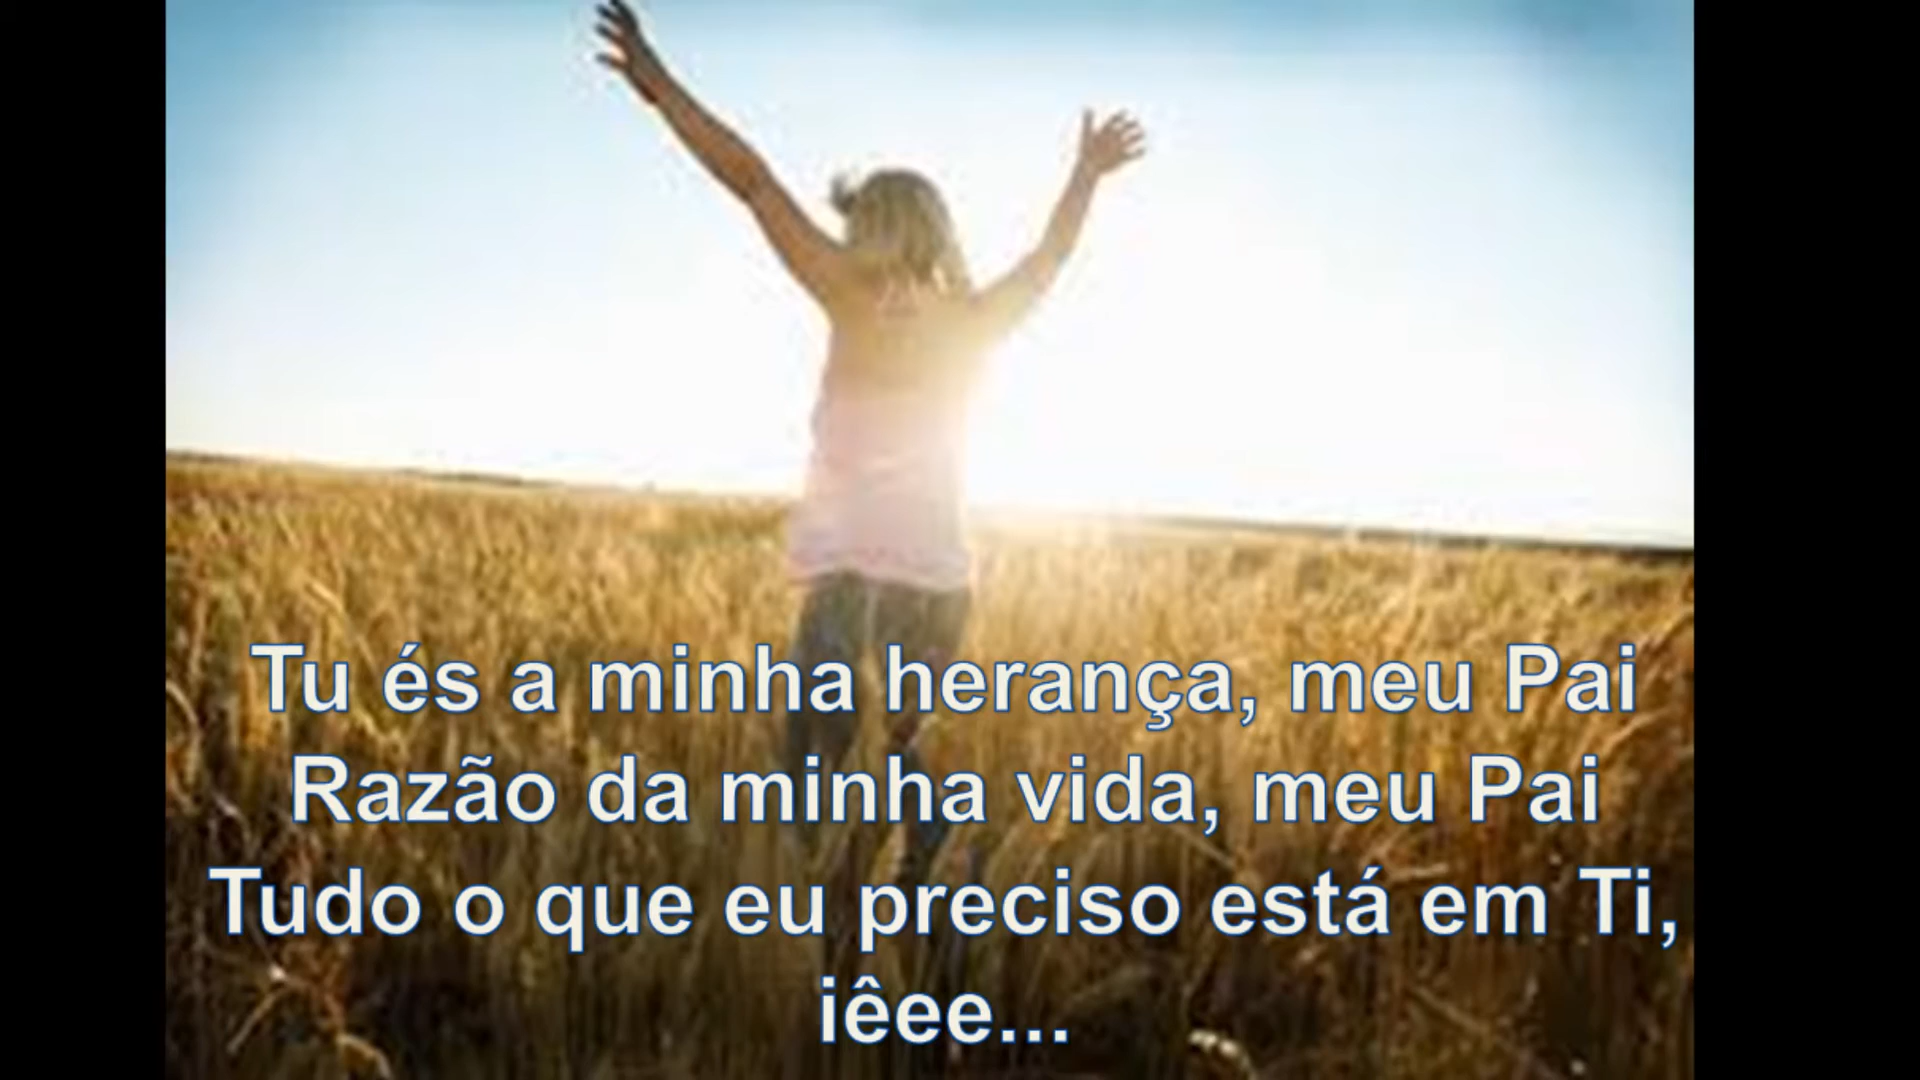 Tu és a minha herança, meu Pai
Razão da minha vida, meu Pai
Tudo o que eu preciso está em Ti,
iêee...